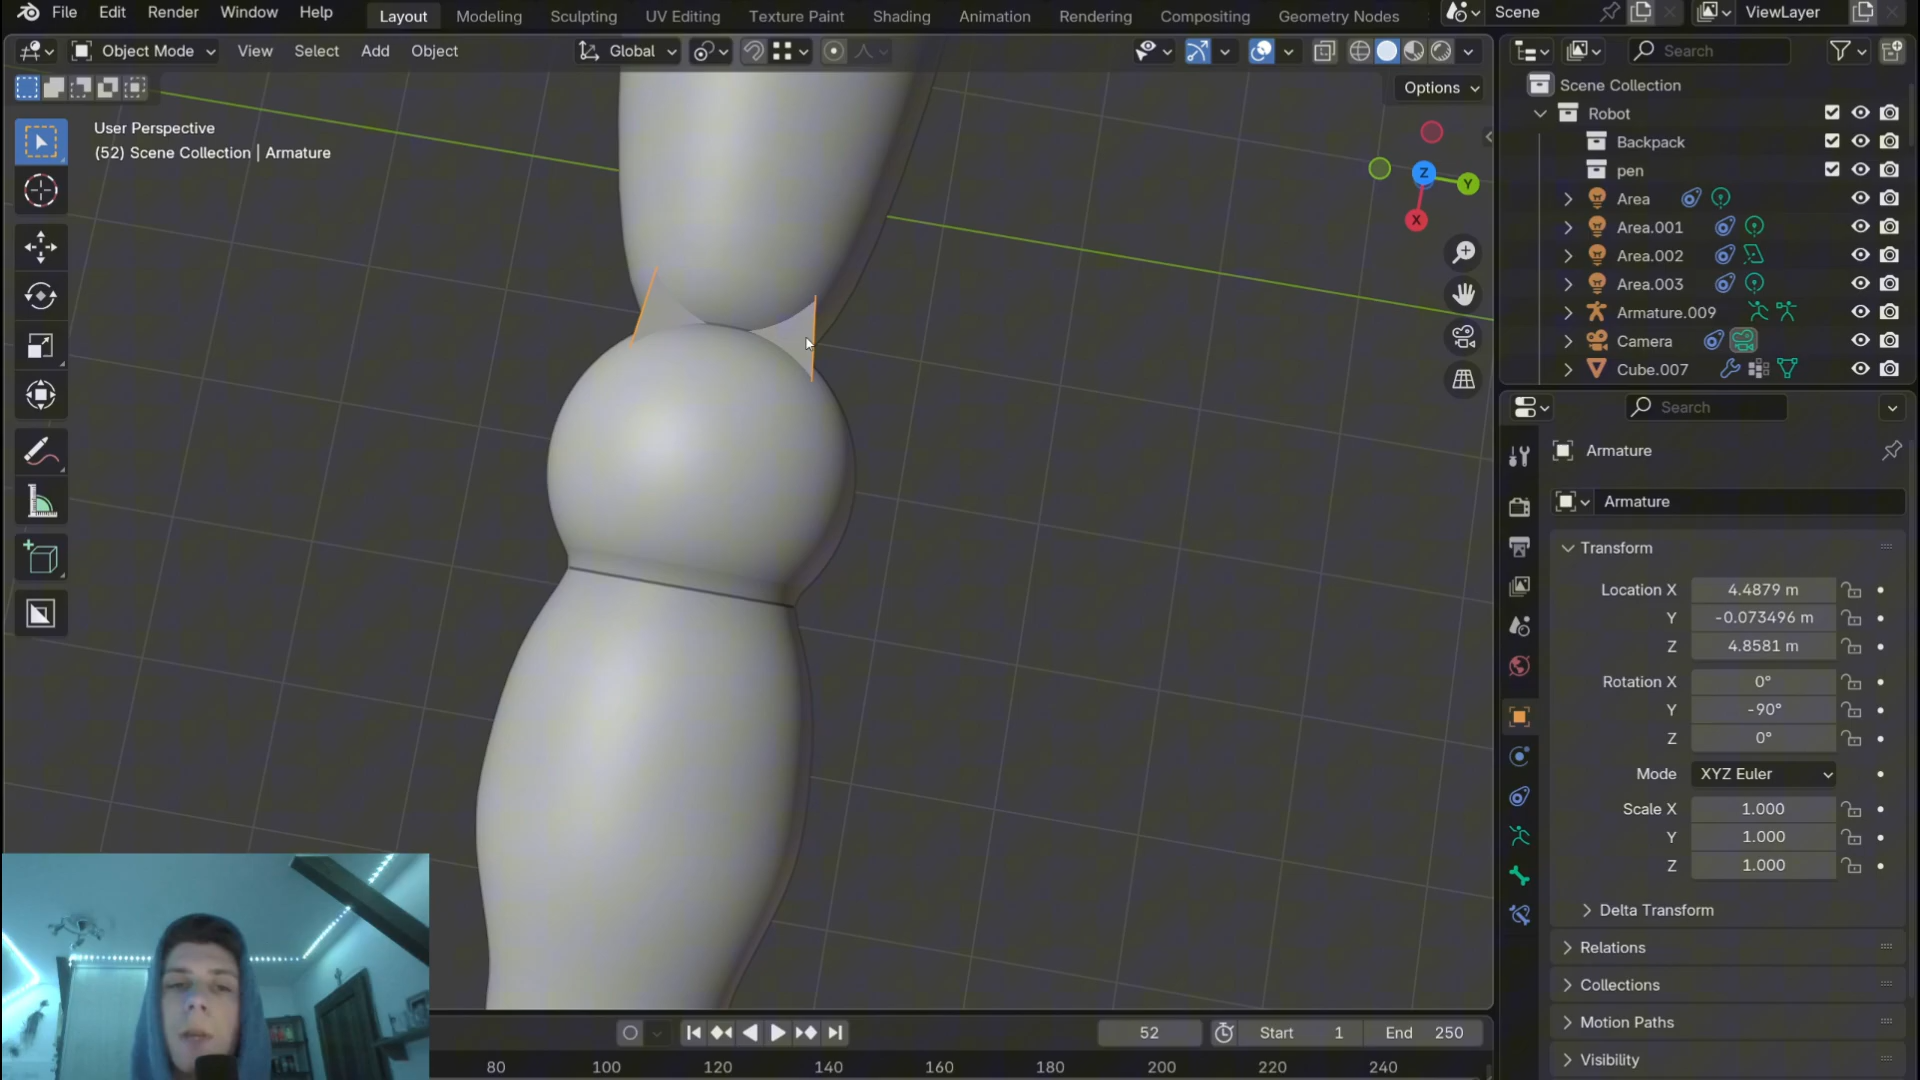 File Edit Render Window Help Layout Modeling Sculpting UV Editing Texture Paint Shading Animation Rendering Compositing Geometry Nodes Scene ViewLayer
Object Mode View Select Add Object Global Search
Options
User Perspective
(52) Scene Collection | Armature
Z
Y
X
Scene Collection
Robot
Backpack
pen
Area
Area.001
Area.002
Area.003
Armature.009
Camera
Cube.007
Search
Armature
Armature
Transform
Location X 4.4879 m
Y -0.073496 m
Z 4.8581 m
Rotation X 0°
Y -90°
Z 0°
Mode XYZ Euler
Scale X 1.000
Y 1.000
Z 1.000
Delta Transform
Relations
Collections
Motion Paths
Visibility
52 Start 1 End 250
80 100 120 140 160 180 200 220 240